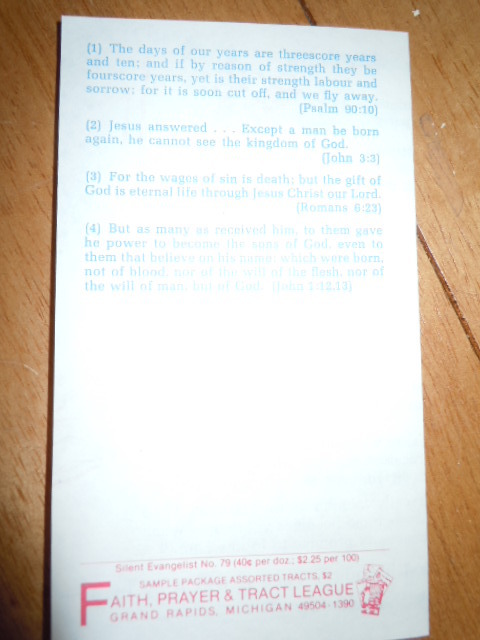 (1) The days of our years are threescore years
and ten; and if by reason of strength they be
fourscore years, yet is their strength labour and
sorrow; for it is soon cut off, and we fly away.
(Psalm 90:10)
(2) Jesus answered . . . Except a man be born
again, he cannot see the kingdom of God.
(John 3:3)
(3) For the wages of sin is death; but the gift of
God is eternal life through Jesus Christ our Lord.
(Romans 6:23)
(4) But as many as received him, to them gave
he power to become the sons of God, even to
them that believe on his name; which were born,
not of blood, nor of the will of the flesh, nor of
the will of man, but of God. (John 1:12,13)
Silent Evangelist No. 79 (40¢ per doz.; $2.25 per 100)
SAMPLE PACKAGE ASSORTED TRACTS, $2
FAITH, PRAYER & TRACT LEAGUE
GRAND RAPIDS, MICHIGAN 49504-1390